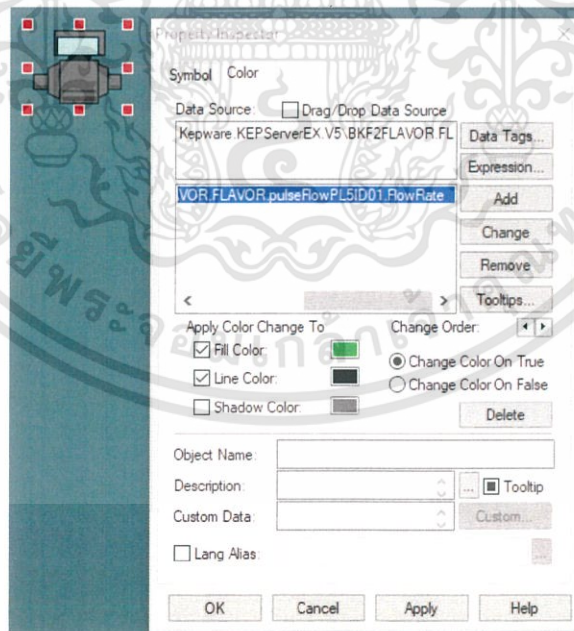 Property Inspector
Symbol Color
Data Source: Drag/Drop Data Source
Kepware.KEPServerEX.V5\BKF2FLAVOR.FL
Data Tags...
Expression...
VOR.FLAVOR.pulseFlowPL5ID01.FlowRate
Add
Change
Remove
Tooltips...
Apply Color Change To
Change Order:
Fill Color:
Change Color On True
Line Color:
Change Color On False
Shadow Color:
Delete
Object Name:
Description:
... Tooltip
Custom Data:
Custom...
Lang Alias:
...
OK Cancel Apply Help